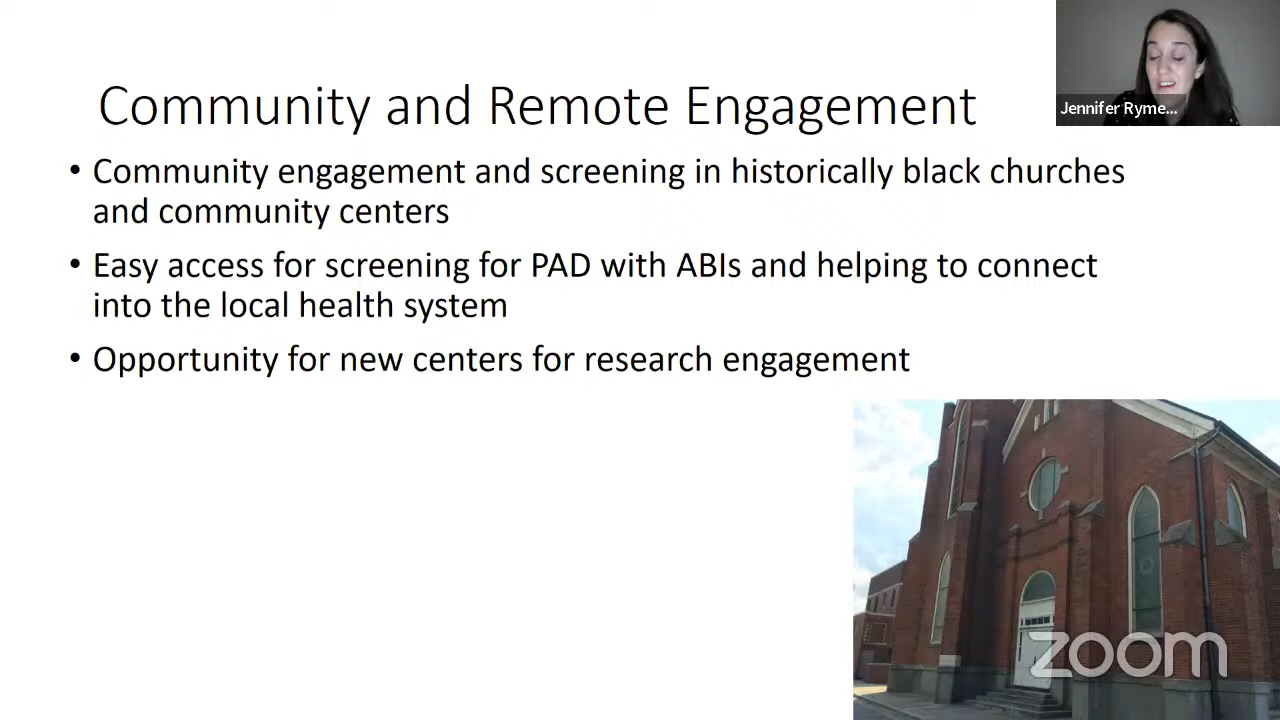 Community and Remote Engagement
Jennifer Ryme...
• Community engagement and screening in historically black churches
and community centers
• Easy access for screening for PAD with ABIs and helping to connect
into the local health system
• Opportunity for new centers for research engagement
zoom